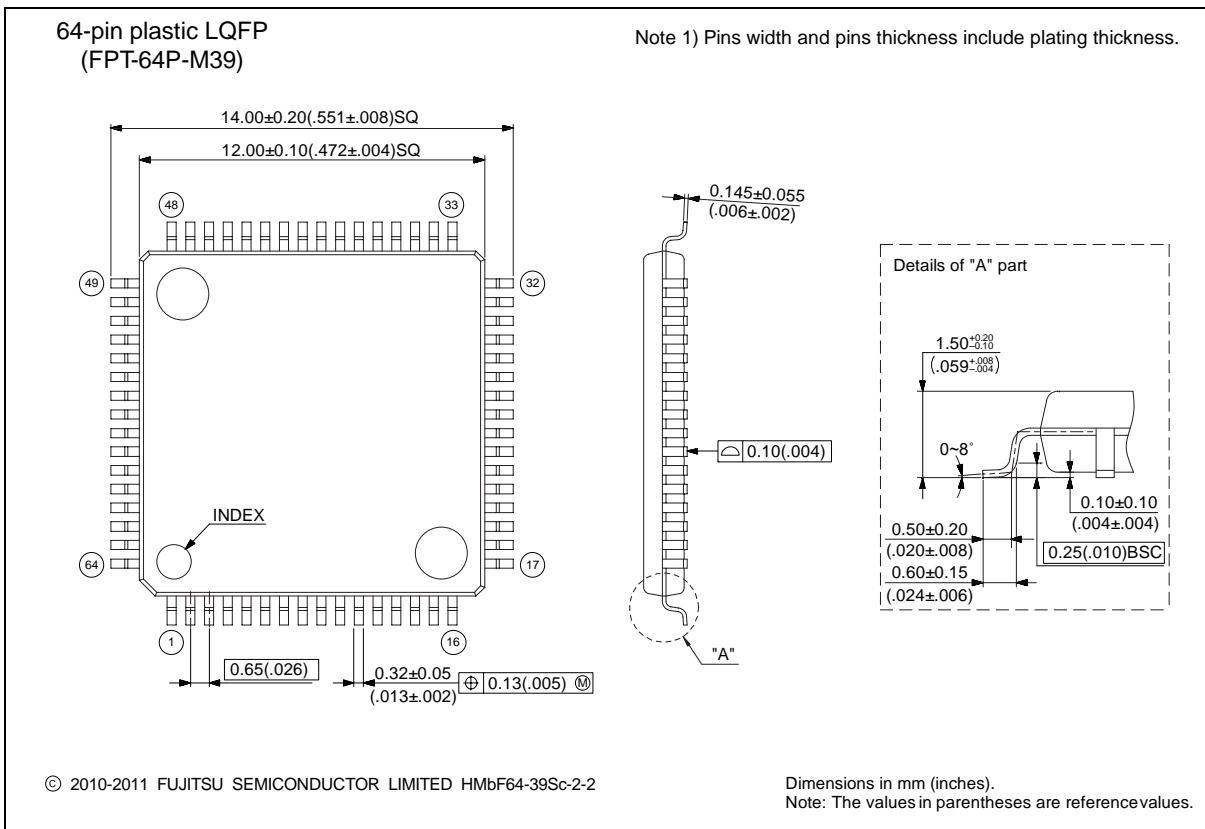 64-pin plastic LQFP
(FPT-64P-M39)
Note 1) Pins width and pins thickness include plating thickness.
14.00±0.20(.551±.008)SQ
12.00±0.10(.472±.004)SQ
48
33
49
32
INDEX
64
17
1
16
0.65(.026)
0.32±0.05
(.013±.002)
⌖ 0.13(.005) Ⓜ
0.145±0.055
(.006±.002)
⌓ 0.10(.004)
"A"
Details of "A" part
1.50 +0.20 –0.10
(.059 +.008 –.004)
0~8°
0.50±0.20
(.020±.008)
0.60±0.15
(.024±.006)
0.10±0.10
(.004±.004)
0.25(.010)BSC
© 2010-2011 FUJITSU SEMICONDUCTOR LIMITED HMbF64-39Sc-2-2
Dimensions in mm (inches).
Note: The values in parentheses are reference values.